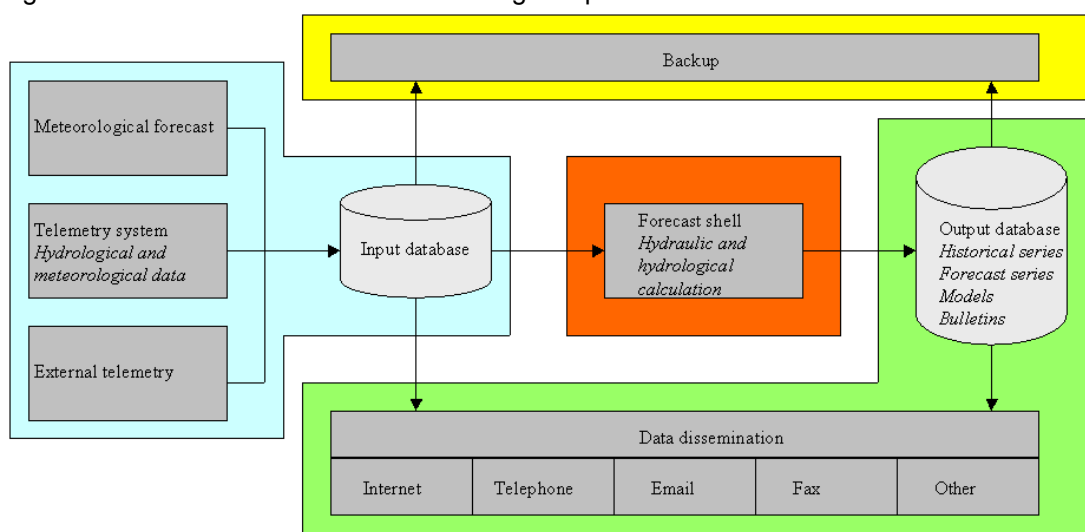 Backup
Meteorological forecast
Telemetry system
Hydrological and
meteorological data
External telemetry
Input database
Forecast shell
Hydraulic and
hydrological
calculation
Output database
Historical series
Forecast series
Models
Bulletins
Data dissemination
Internet
Telephone
Email
Fax
Other